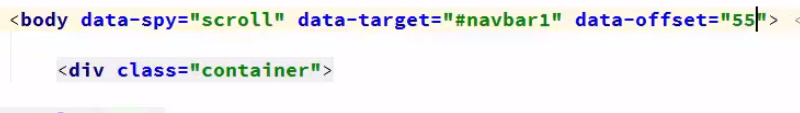 <body data-spy="scroll" data-target="#navbar1" data-offset="55"> <
<div class="container">